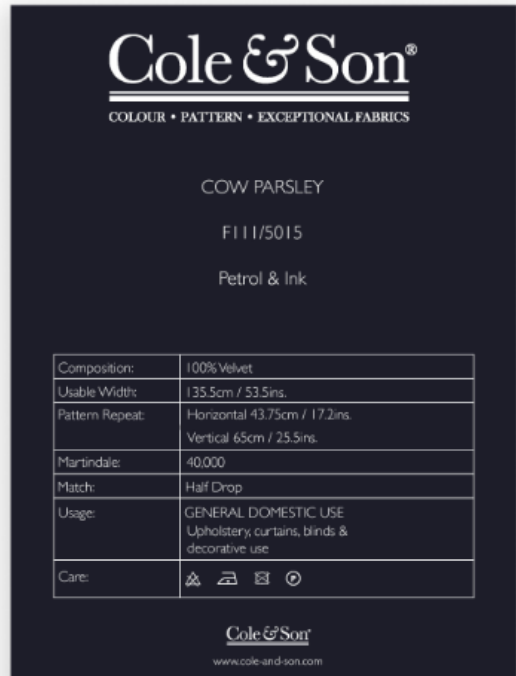 Cole & Son®
COLOUR • PATTERN • EXCEPTIONAL FABRICS
COW PARSLEY
F111/5015
Petrol & Ink
Composition: 100% Velvet
Usable Width: 135.5cm / 53.5ins.
Pattern Repeat: Horizontal 43.75cm / 17.2ins.
Vertical 65cm / 25.5ins.
Martindale: 40,000
Match: Half Drop
Usage: GENERAL DOMESTIC USE
Upholstery, curtains, blinds &
decorative use
Care: P
Cole & Son®
www.cole-and-son.com